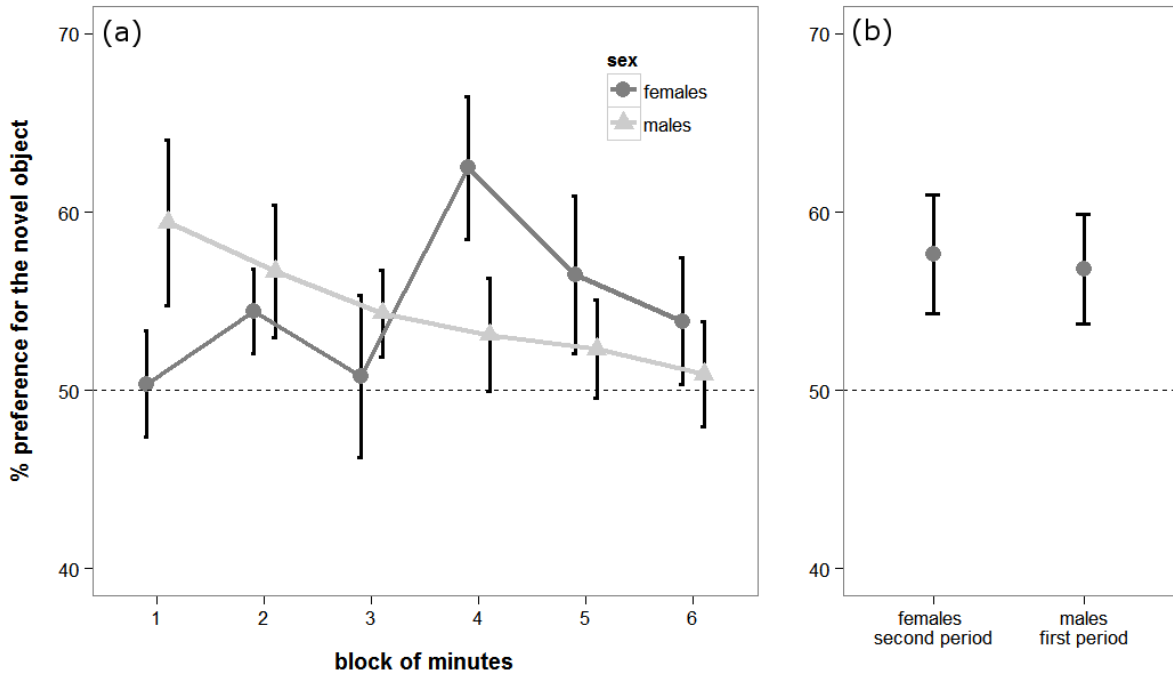 (a)
% preference for the novel object
70
60
50
40
sex
females
males
1 2 3 4 5 6
block of minutes
(b)
70
60
50
40
females
second period
males
first period